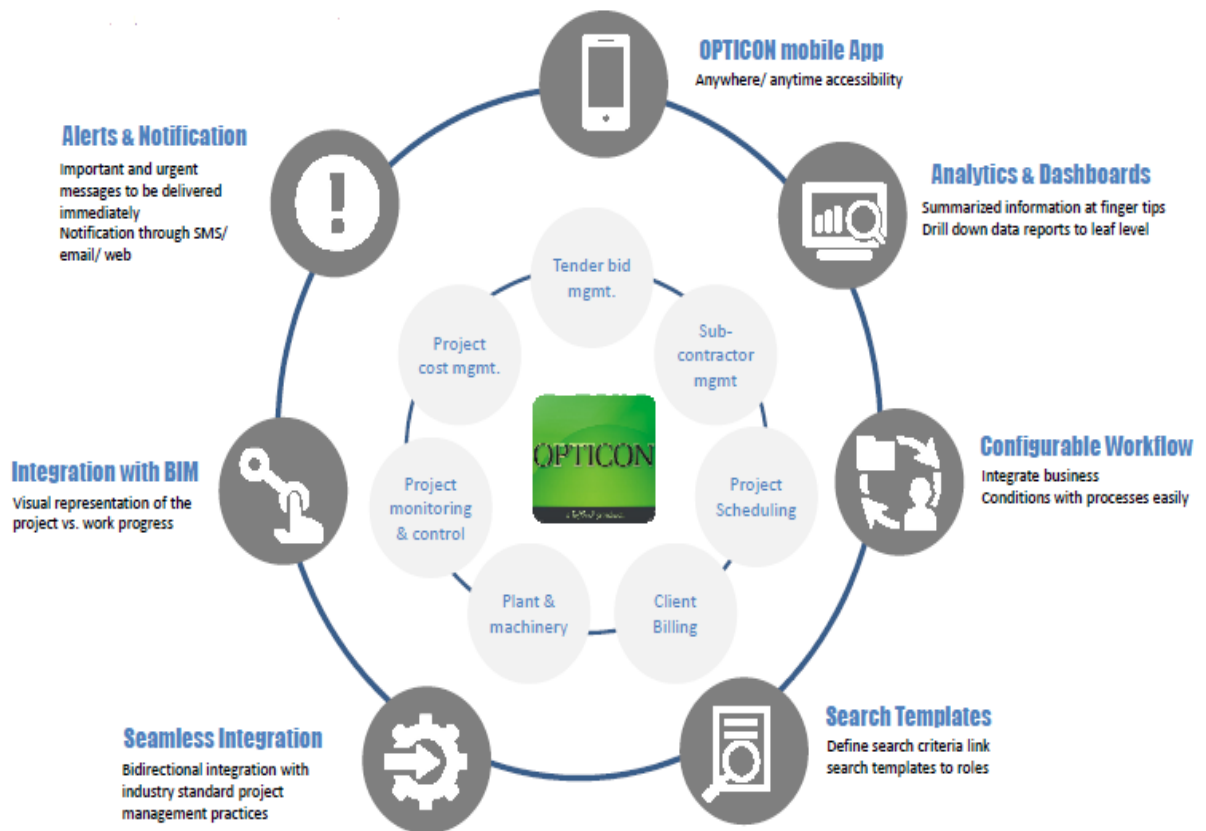 OPTICON mobile App
Anywhere/ anytime accessibility
Alerts & Notification
Important and urgent
messages to be delivered
immediately
Notification through SMS/
email/ web
Analytics & Dashboards
Summarized information at finger tips
Drill down data reports to leaf level
Tender bid
mgmt.
Project
cost mgmt.
Sub-
contractor
mgmt
OPTICON
Configurable Workflow
Integrate business
Conditions with processes easily
Integration with BIM
Visual representation of the
project vs. work progress
Project
monitoring
& control
Project
Scheduling
Plant &
machinery
Client
Billing
Seamless Integration
Bidirectional integration with
industry standard project
management practices
Search Templates
Define search criteria link
search templates to roles